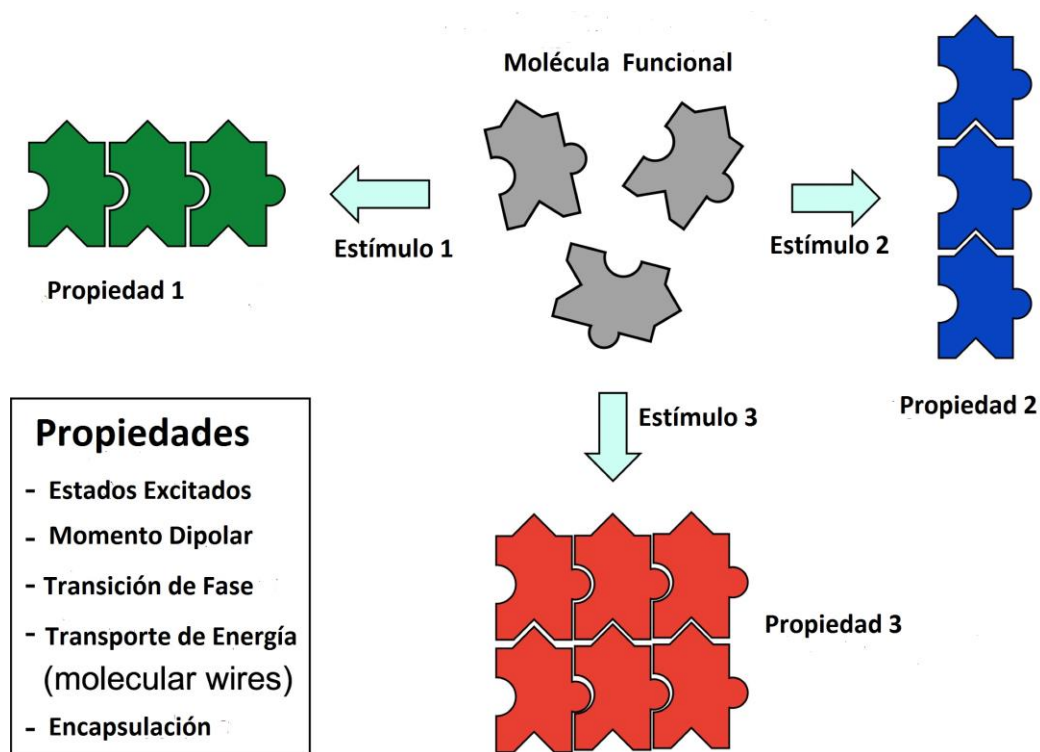 Molécula Funcional
Estímulo 1
Estímulo 2
Propiedad 1
Propiedad 2
Estímulo 3
Propiedad 3
Propiedades
- Estados Excitados
- Momento Dipolar
- Transición de Fase
- Transporte de Energía
(molecular wires)
- Encapsulación